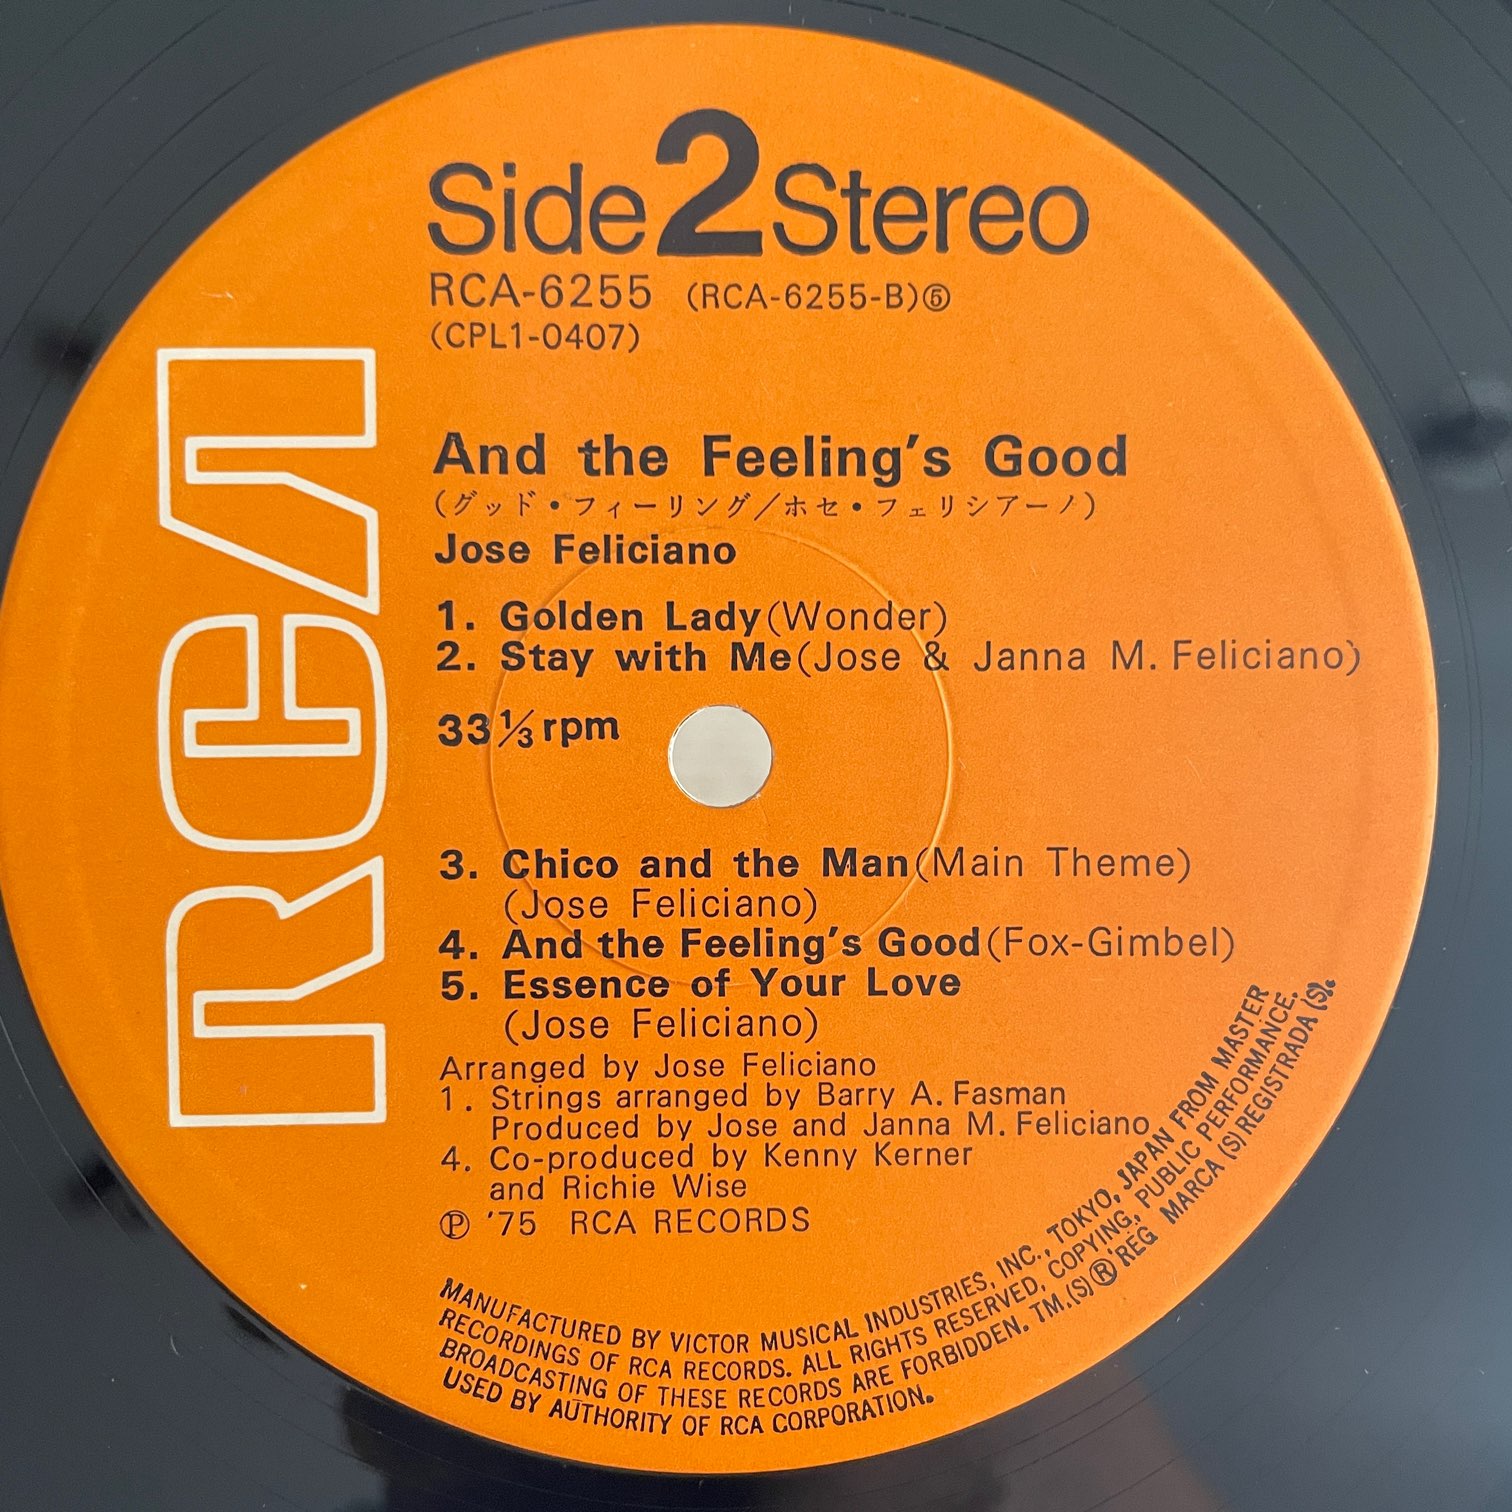 Side 2 Stereo
RCA-6255 (RCA-6255-B)⑤
(CPL1-0407)
RCA
And the Feeling's Good
(グッド・フィーリング/ホセ・フェリシアーノ)
Jose Feliciano
1. Golden Lady(Wonder)
2. Stay with Me(Jose & Janna M. Feliciano)
33 1/3 rpm
3. Chico and the Man(Main Theme)
(Jose Feliciano)
4. And the Feeling's Good(Fox-Gimbel)
5. Essence of Your Love
(Jose Feliciano)
Arranged by Jose Feliciano
1. Strings arranged by Barry A. Fasman
Produced by Jose and Janna M. Feliciano
4. Co-produced by Kenny Kerner
and Richie Wise
Ⓟ '75 RCA RECORDS
MANUFACTURED BY VICTOR MUSICAL INDUSTRIES, INC., TOKYO, JAPAN FROM MASTER
RECORDINGS OF RCA RECORDS. ALL RIGHTS RESERVED, COPYING, PUBLIC PERFORMANCE,
BROADCASTING OF THESE RECORDS ARE FORBIDDEN. TM.(S)® REG MARCA (S)REGISTRADA (S).
USED BY AUTHORITY OF RCA CORPORATION.